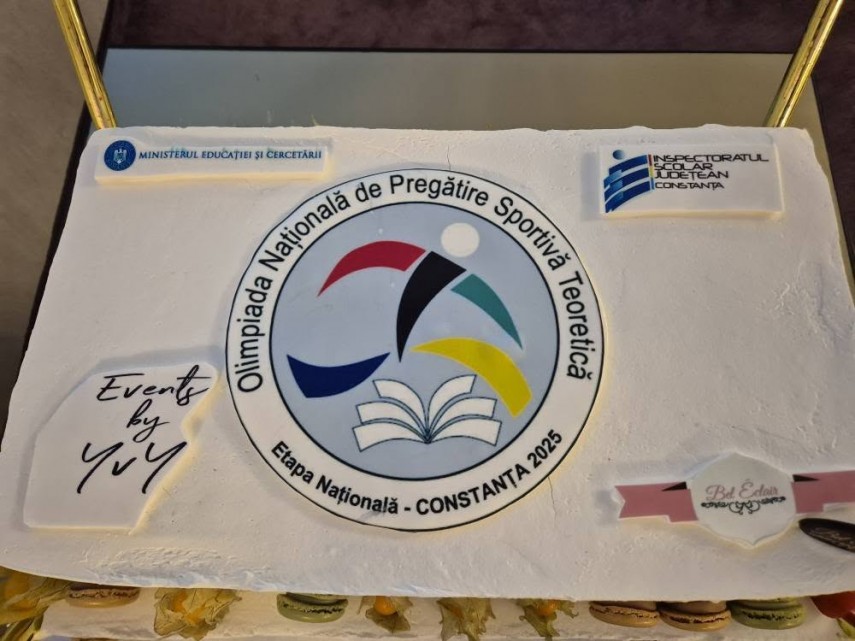 MINISTERUL EDUCAȚIEI ȘI CERCETĂRII
INSPECTORATUL
ȘCOLAR
JUDEȚEAN
CONSTANȚA
Olimpiada Națională de Pregătire Sportivă Teoretică
Etapa Națională - CONSTANȚA 2025
Events
by
YvY
Bel Éclair